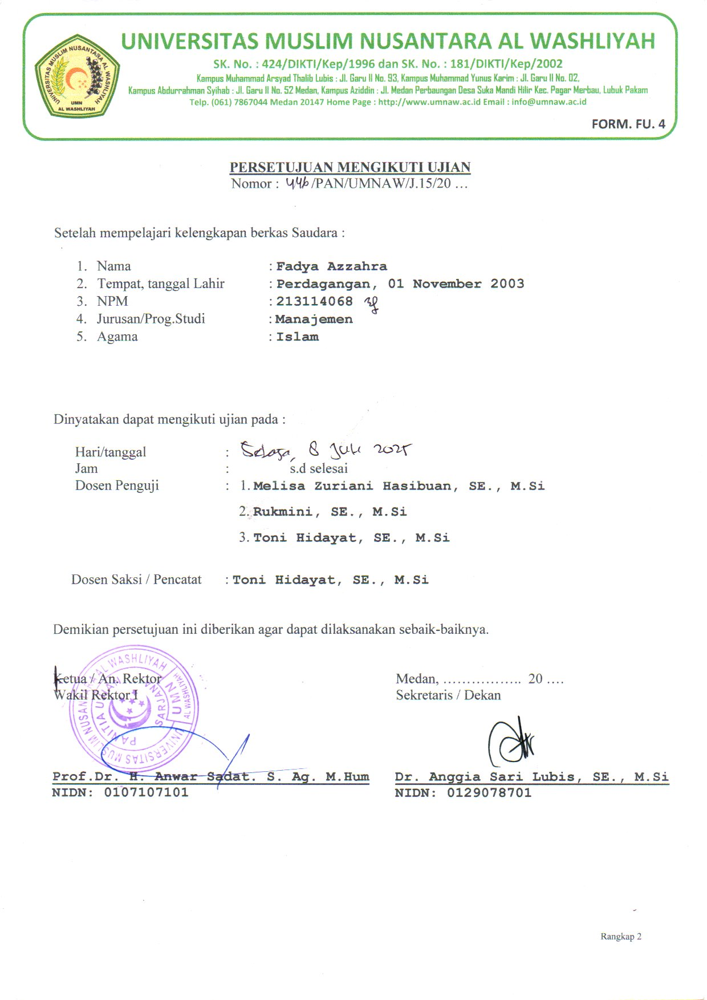 UNIVERSITAS MUSLIM NUSANTARA AL WASHLIYAH
SK. No. : 424/DIKTI/Kep/1996 dan SK. No. : 181/DIKTI/Kep/2002
Kampus Muhammad Arsyad Thalib Lubis : Jl. Garu II No. 93, Kampus Muhammad Yunus Karim : Jl. Garu II No. 02,
Kampus Abdurrahman Syihab : Jl. Garu II No. 52 Medan, Kampus Aziddin : Jl. Medan Perbaungan Desa Suka Mandi Hilir Kec. Pagar Merbau, Lubuk Pakam
Telp. (061) 7867044 Medan 20147 Home Page : http://www.umnaw.ac.id Email : info@umnaw.ac.id
UNIVERSITAS MUSLIM NUSANTARA AL WASHLIYAH
UMN
AL WASHLIYAH
FORM. FU. 4
PERSETUJUAN MENGIKUTI UJIAN
Nomor : 446/PAN/UMNAW/J.15/20 ...
Setelah mempelajari kelengkapan berkas Saudara :
1. Nama : Fadya Azzahra
2. Tempat, tanggal Lahir : Perdagangan, 01 November 2003
3. NPM : 213114068
4. Jurusan/Prog.Studi : Manajemen
5. Agama : Islam
Dinyatakan dapat mengikuti ujian pada :
Hari/tanggal : Selasa, 8 Juli 2025
Jam : s.d selesai
Dosen Penguji : 1. Melisa Zuriani Hasibuan, SE., M.Si
2. Rukmini, SE., M.Si
3. Toni Hidayat, SE., M.Si
Dosen Saksi / Pencatat : Toni Hidayat, SE., M.Si
Demikian persetujuan ini diberikan agar dapat dilaksanakan sebaik-baiknya.
Ketua / An. Rektor
Wakil Rektor I
Medan, ................. 20 ....
Sekretaris / Dekan
UNIVERSITAS MUSLIM NUSANTARA AL WASHLIYAH
PANITIA UJIAN SARJANA
UMN
AL WASHLIYAH
Prof.Dr. H. Anwar Sadat. S. Ag. M.Hum
NIDN: 0107107101
Dr. Anggia Sari Lubis, SE., M.Si
NIDN: 0129078701
Rangkap 2